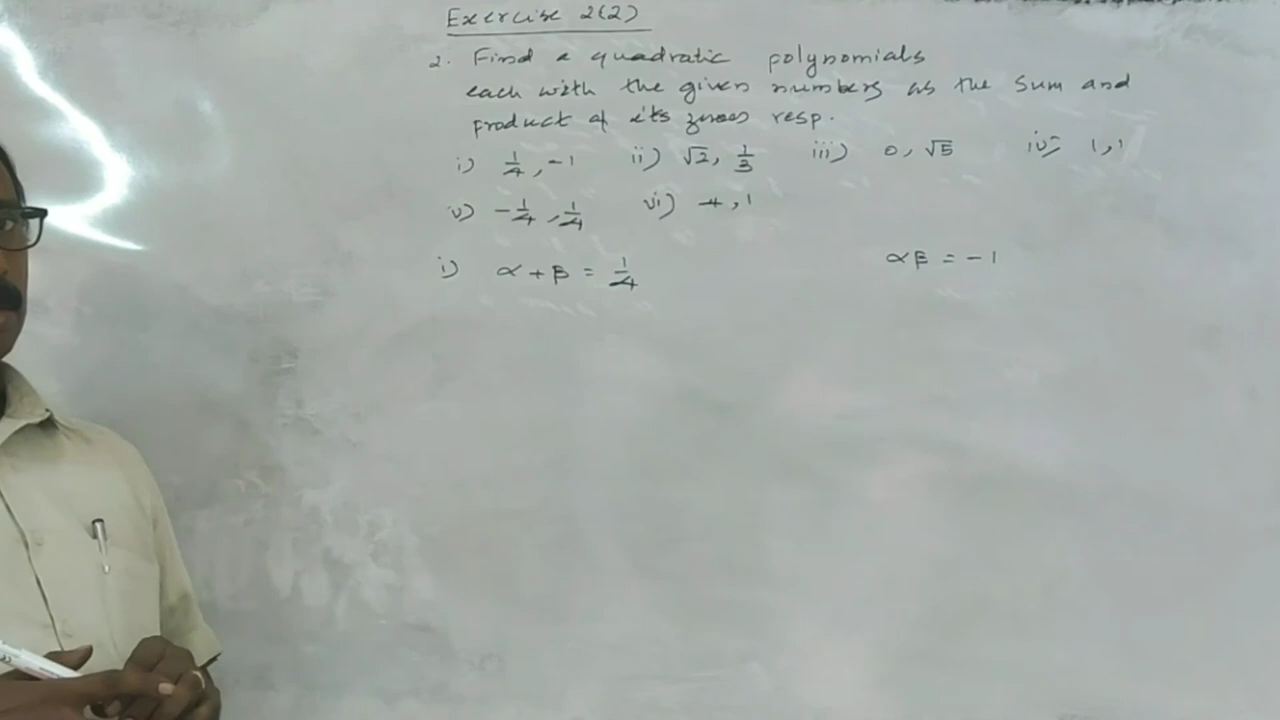 Exercise 2(2)
2. Find a quadratic polynomials
each with the given numbers as the sum and
product of its zeroes resp.
i) 1/4, -1 ii) √2, 1/3 iii) 0, √5 iv) 1, 1
v) -1/4, 1/4 vi) 4, 1
i) α + β = 1/4 αβ = -1